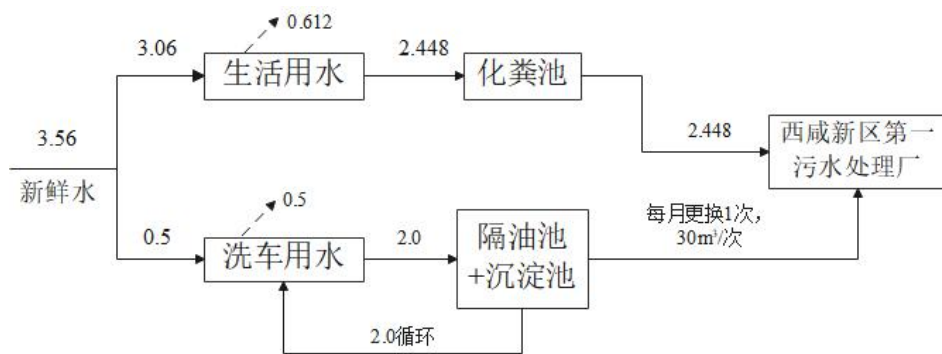 0.612
3.06
生活用水
2.448
化粪池
3.56
新鲜水
2.448
西咸新区第一
污水处理厂
0.5
0.5
洗车用水
2.0
隔油池
+沉淀池
每月更换1次，
30m³/次
2.0循环